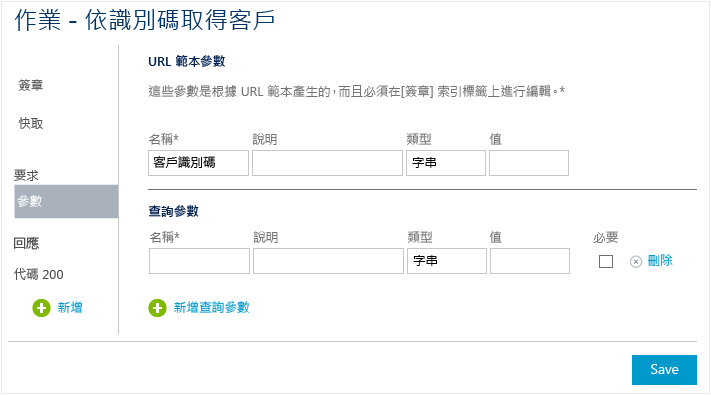 作業 - 依識別碼取得客戶
簽章
快取
要求
參數
回應
代碼 200
新增
URL 範本參數
這些參數是根據 URL 範本產生的，而且必須在[簽章] 索引標籤上進行編輯。*
名稱* 說明 類型 值
客戶識別碼 字串
查詢參數
名稱* 說明 類型 值 必要
字串 刪除
新增查詢參數
Save